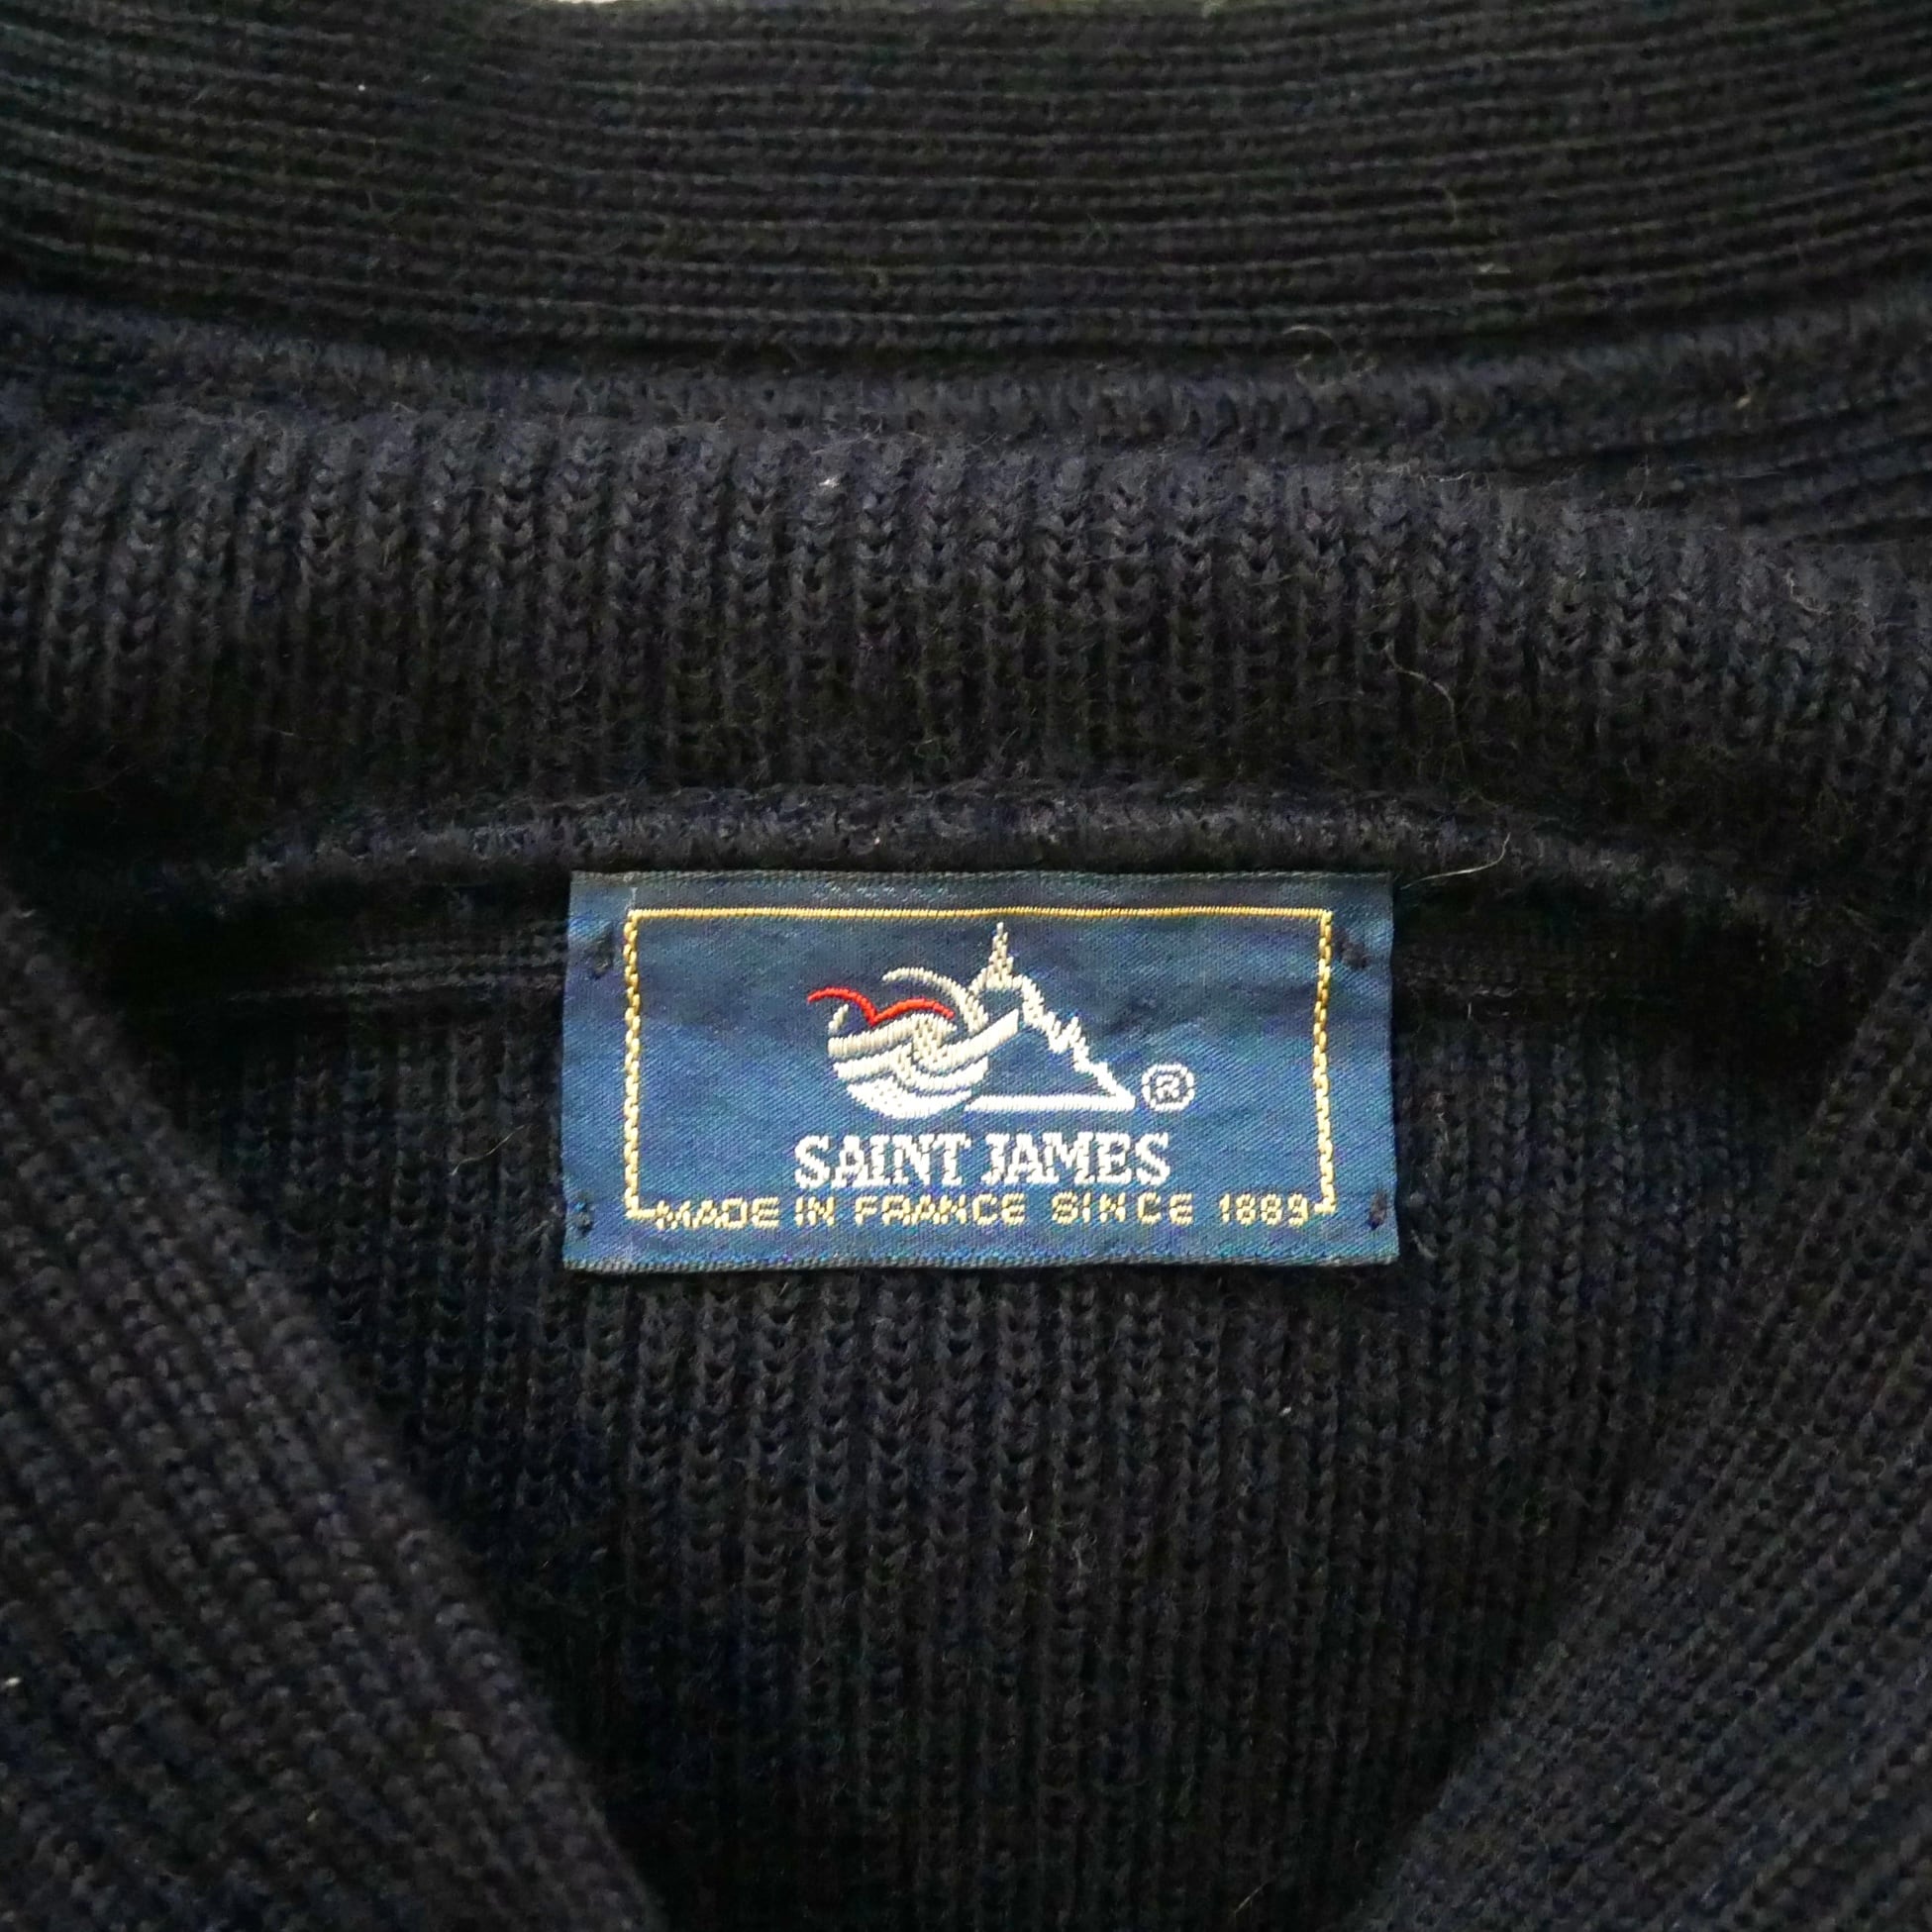 ®
SAINT JAMES
MADE IN FRANCE SINCE 1889